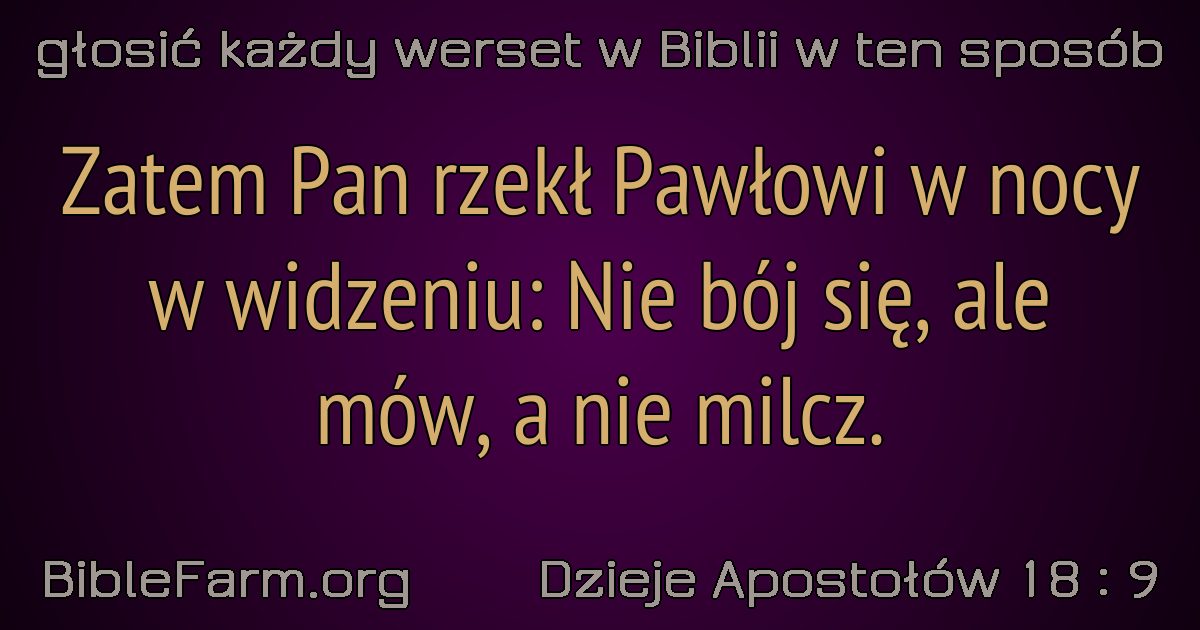 głosić każdy werset w Biblii w ten sposób
Zatem Pan rzekł Pawłowi w nocy
w widzeniu: Nie bój się, ale
mów, a nie milcz.
BibleFarm.org
Dzieje Apostołów 18 : 9